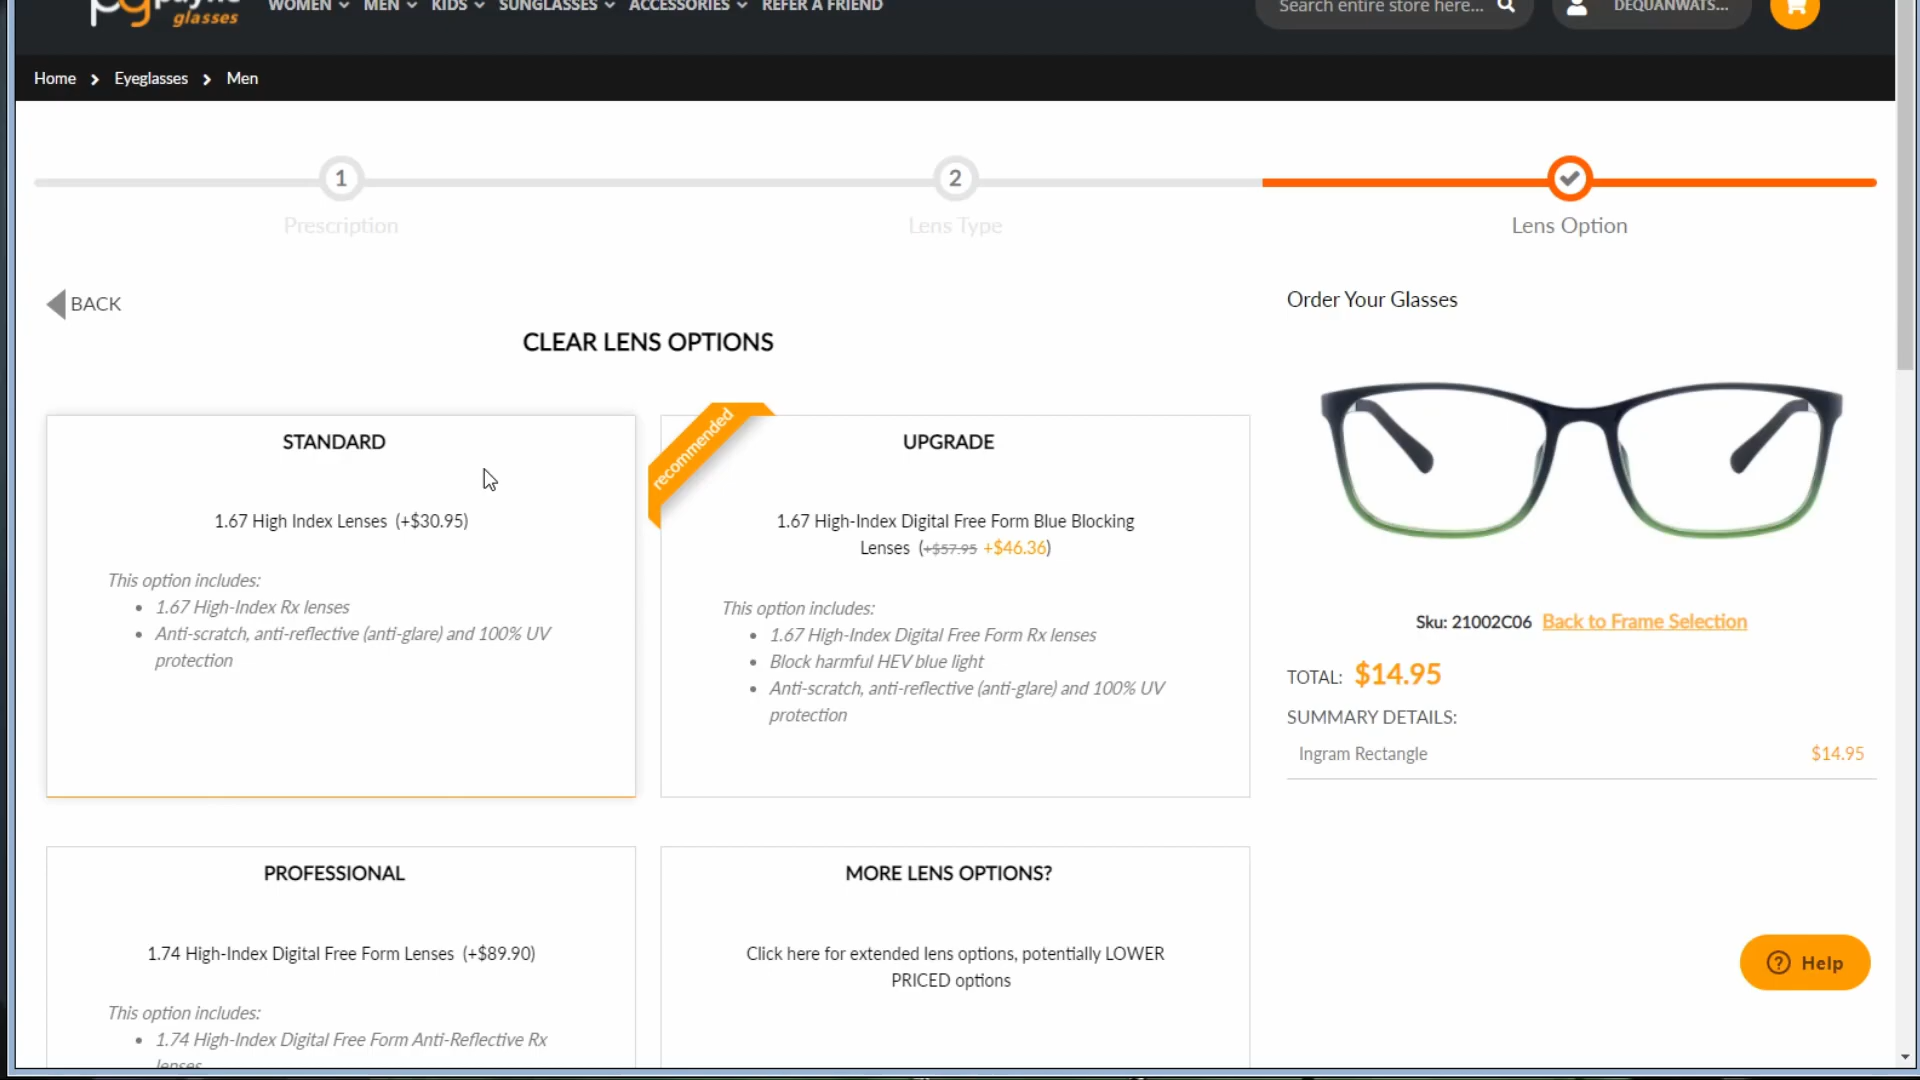 glasses
WOMEN MEN KIDS SUNGLASSES ACCESSORIES REFER A FRIEND
Search entire store here...
DEQUANWATS...
Home Eyeglasses Men
1 2
Prescription Lens Type Lens Option
BACK
CLEAR LENS OPTIONS
STANDARD
1.67 High Index Lenses (+$30.95)
This option includes:
• 1.67 High-Index Rx lenses
• Anti-scratch, anti-reflective (anti-glare) and 100% UV
protection
recommended
UPGRADE
1.67 High-Index Digital Free Form Blue Blocking
Lenses (+$57.95 +$46.36)
This option includes:
• 1.67 High-Index Digital Free Form Rx lenses
• Block harmful HEV blue light
• Anti-scratch, anti-reflective (anti-glare) and 100% UV
protection
PROFESSIONAL
1.74 High-Index Digital Free Form Lenses (+$89.90)
This option includes:
• 1.74 High-Index Digital Free Form Anti-Reflective Rx
lenses
MORE LENS OPTIONS?
Click here for extended lens options, potentially LOWER
PRICED options
Order Your Glasses
Sku: 21002C06 Back to Frame Selection
TOTAL: $14.95
SUMMARY DETAILS:
Ingram Rectangle $14.95
? Help